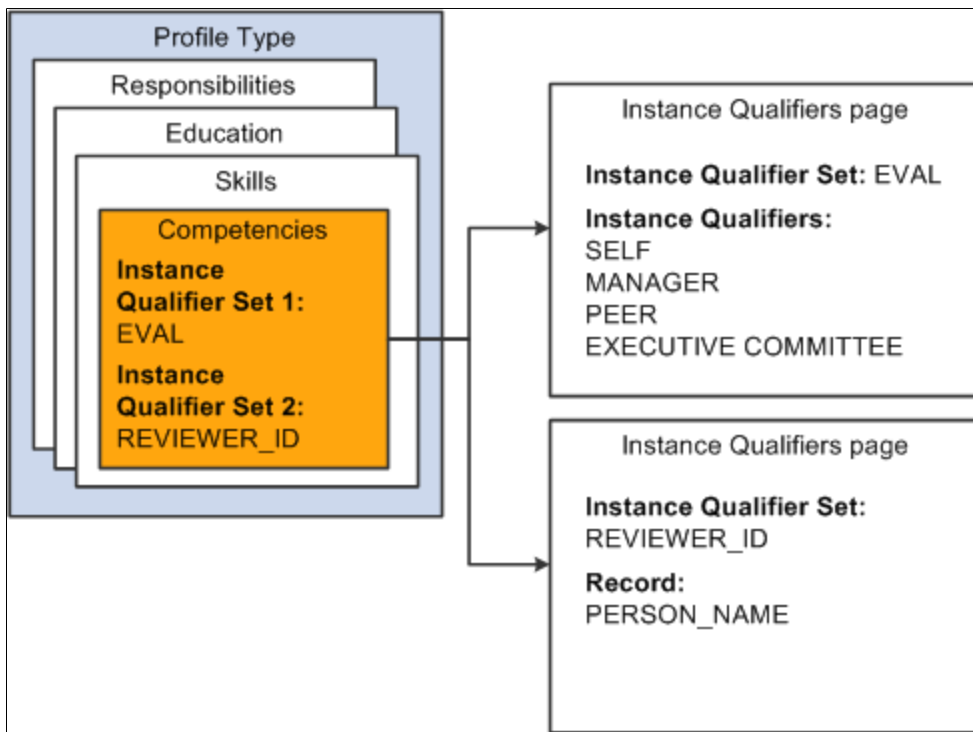 Profile Type
Responsibilities
Education
Skills
Competencies
Instance
Qualifier Set 1:
EVAL
Instance
Qualifier Set 2:
REVIEWER_ID
Instance Qualifiers page
Instance Qualifier Set: EVAL
Instance Qualifiers:
SELF
MANAGER
PEER
EXECUTIVE COMMITTEE
Instance Qualifiers page
Instance Qualifier Set:
REVIEWER_ID
Record:
PERSON_NAME